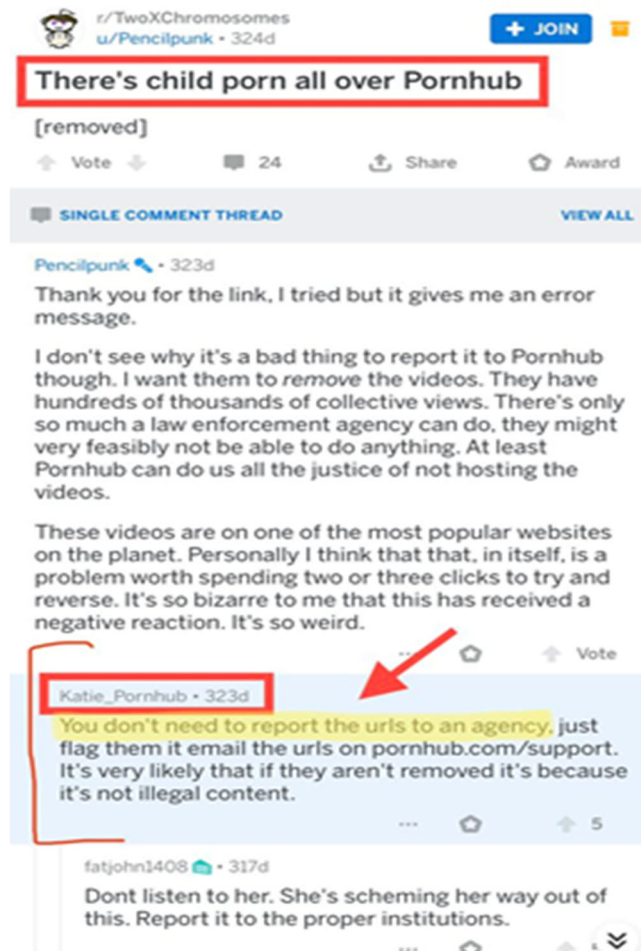 r/TwoXChromosomes
u/Pencilpunk • 324d
+ JOIN
There's child porn all over Pornhub
[removed]
Vote
24
Share
Award
SINGLE COMMENT THREAD
VIEW ALL
Pencilpunk • 323d
Thank you for the link, I tried but it gives me an error
message.
I don't see why it's a bad thing to report it to Pornhub
though. I want them to remove the videos. They have
hundreds of thousands of collective views. There's only
so much a law enforcement agency can do, they might
very feasibly not be able to do anything. At least
Pornhub can do us all the justice of not hosting the
videos.
These videos are on one of the most popular websites
on the planet. Personally I think that that, in itself, is a
problem worth spending two or three clicks to try and
reverse. It's so bizarre to me that this has received a
negative reaction. It's so weird.
... Vote
Katie_Pornhub • 323d
You don't need to report the urls to an agency, just
flag them it email the urls on pornhub.com/support.
It's very likely that if they aren't removed it's because
it's not illegal content.
... 5
fatjohn1408 • 317d
Dont listen to her. She's scheming her way out of
this. Report it to the proper institutions.